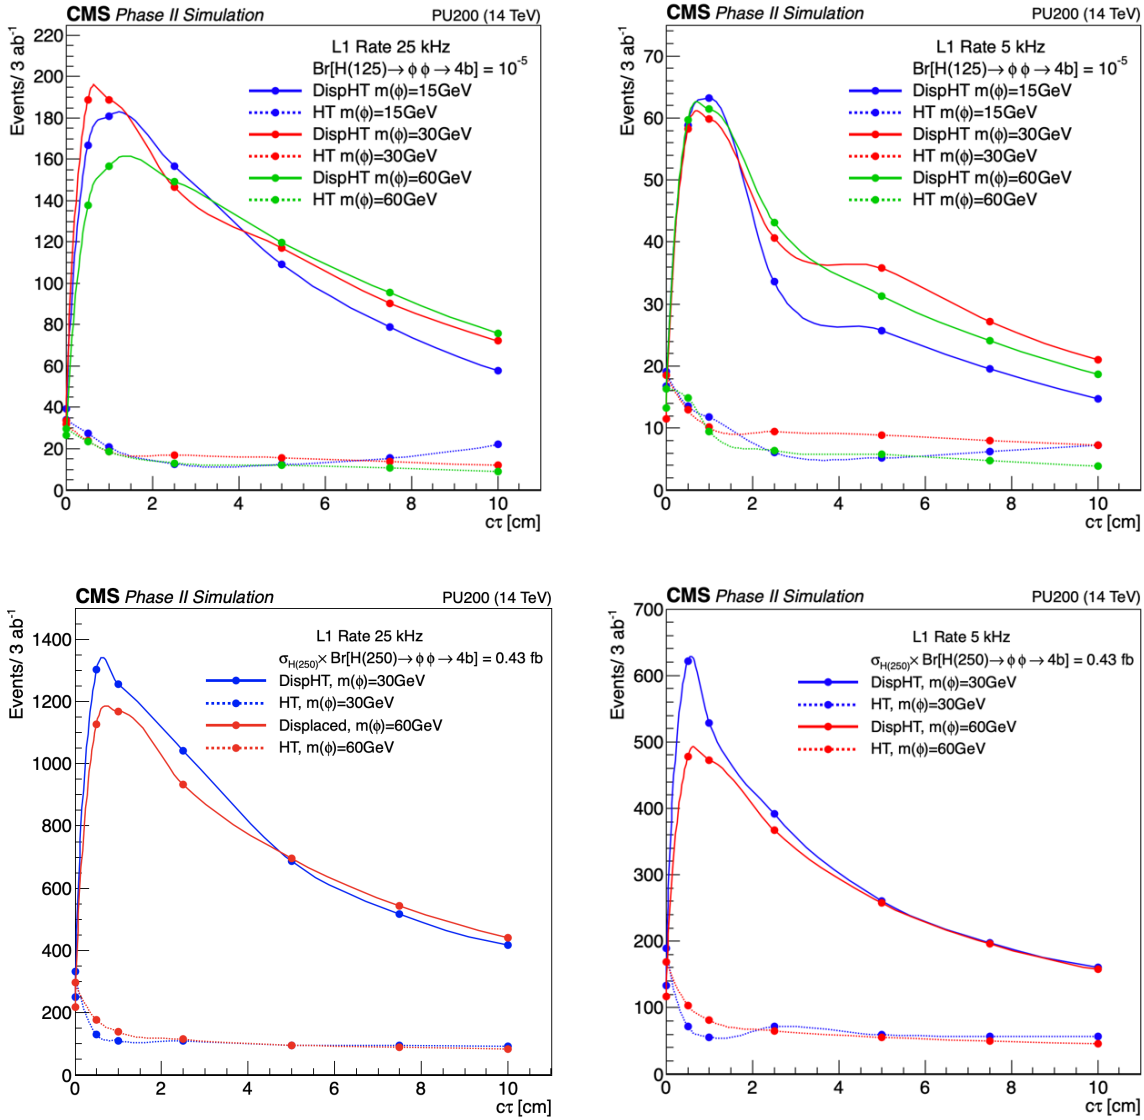 CMS Phase II Simulation PU200 (14 TeV)
Events/ 3 ab⁻¹
220
200
180
160
140
120
100
80
60
40
20
0
L1 Rate 25 kHz
Br[H(125)→ φ φ → 4b] = 10⁻⁵
DispHT m(φ)=15GeV
HT m(φ)=15GeV
DispHT m(φ)=30GeV
HT m(φ)=30GeV
DispHT m(φ)=60GeV
HT m(φ)=60GeV
0 2 4 6 8 10
cτ [cm]
CMS Phase II Simulation PU200 (14 TeV)
Events/ 3 ab⁻¹
70
60
50
40
30
20
10
0
L1 Rate 5 kHz
Br[H(125)→ φ φ → 4b] = 10⁻⁵
DispHT m(φ)=15GeV
HT m(φ)=15GeV
DispHT m(φ)=30GeV
HT m(φ)=30GeV
DispHT m(φ)=60GeV
HT m(φ)=60GeV
0 2 4 6 8 10
cτ [cm]
CMS Phase II Simulation PU200 (14 TeV)
Events/ 3 ab⁻¹
1400
1200
1000
800
600
400
200
0
L1 Rate 25 kHz
σH(250)× Br[H(250)→ φ φ → 4b] = 0.43 fb
DispHT, m(φ)=30GeV
HT, m(φ)=30GeV
Displaced, m(φ)=60GeV
HT, m(φ)=60GeV
0 2 4 6 8 10
cτ [cm]
CMS Phase II Simulation PU200 (14 TeV)
Events/ 3 ab⁻¹
700
600
500
400
300
200
100
0
L1 Rate 5 kHz
σH(250)× Br[H(250)→ φ φ → 4b] = 0.43 fb
DispHT, m(φ)=30GeV
HT, m(φ)=30GeV
DispHT, m(φ)=60GeV
HT, m(φ)=60GeV
0 2 4 6 8 10
cτ [cm]